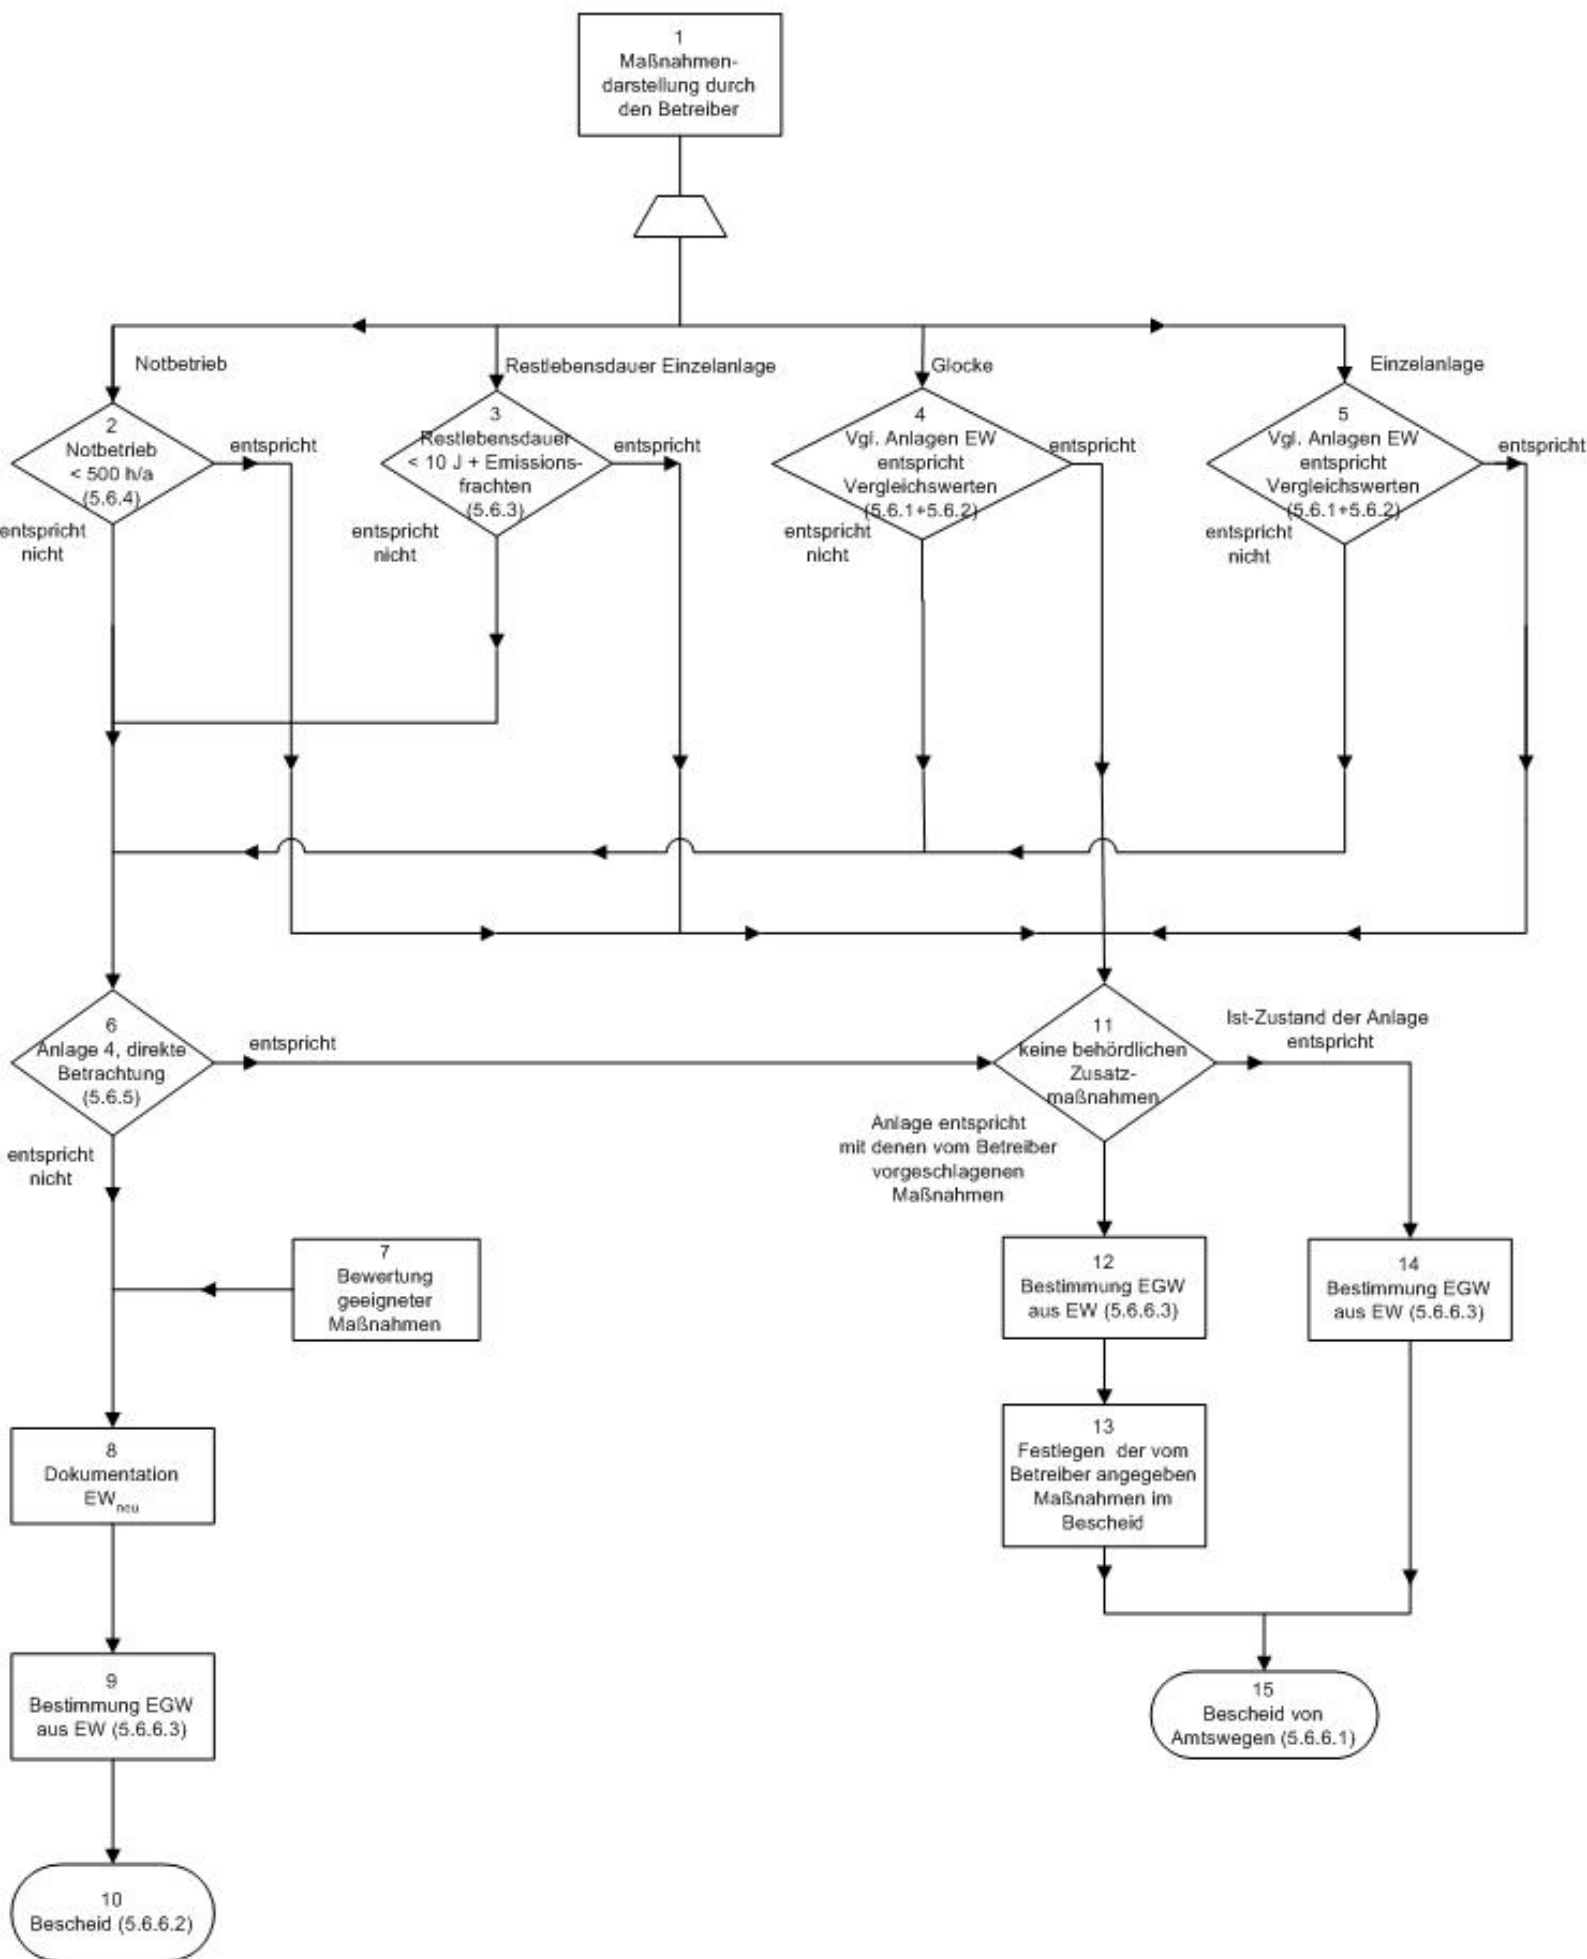 1
Maßnahmen-
darstellung durch
den Betreiber
Notbetrieb
Restlebensdauer Einzelanlage
Glocke
Einzelanlage
2
Notbetrieb
< 500 h/a
(5.6.4)
entspricht
entspricht
nicht
3
Restlebensdauer
< 10 J + Emissions-
frachten
(5.6.3)
entspricht
entspricht
nicht
4
Vgl. Anlagen EW
entspricht
Vergleichswerten
(5.6.1+5.6.2)
entspricht
entspricht
nicht
5
Vgl. Anlagen EW
entspricht
Vergleichswerten
(5.6.1+5.6.2)
entspricht
entspricht
nicht
6
Anlage 4, direkte
Betrachtung
(5.6.5)
entspricht
entspricht
nicht
11
keine behördlichen
Zusatz-
maßnahmen
Ist-Zustand der Anlage
entspricht
Anlage entspricht
mit denen vom Betreiber
vorgeschlagenen
Maßnahmen
7
Bewertung
geeigneter
Maßnahmen
12
Bestimmung EGW
aus EW (5.6.6.3)
14
Bestimmung EGW
aus EW (5.6.6.3)
8
Dokumentation
EWneu
13
Festlegen der vom
Betreiber angegeben
Maßnahmen im
Bescheid
9
Bestimmung EGW
aus EW (5.6.6.3)
15
Bescheid von
Amtswegen (5.6.6.1)
10
Bescheid (5.6.6.2)